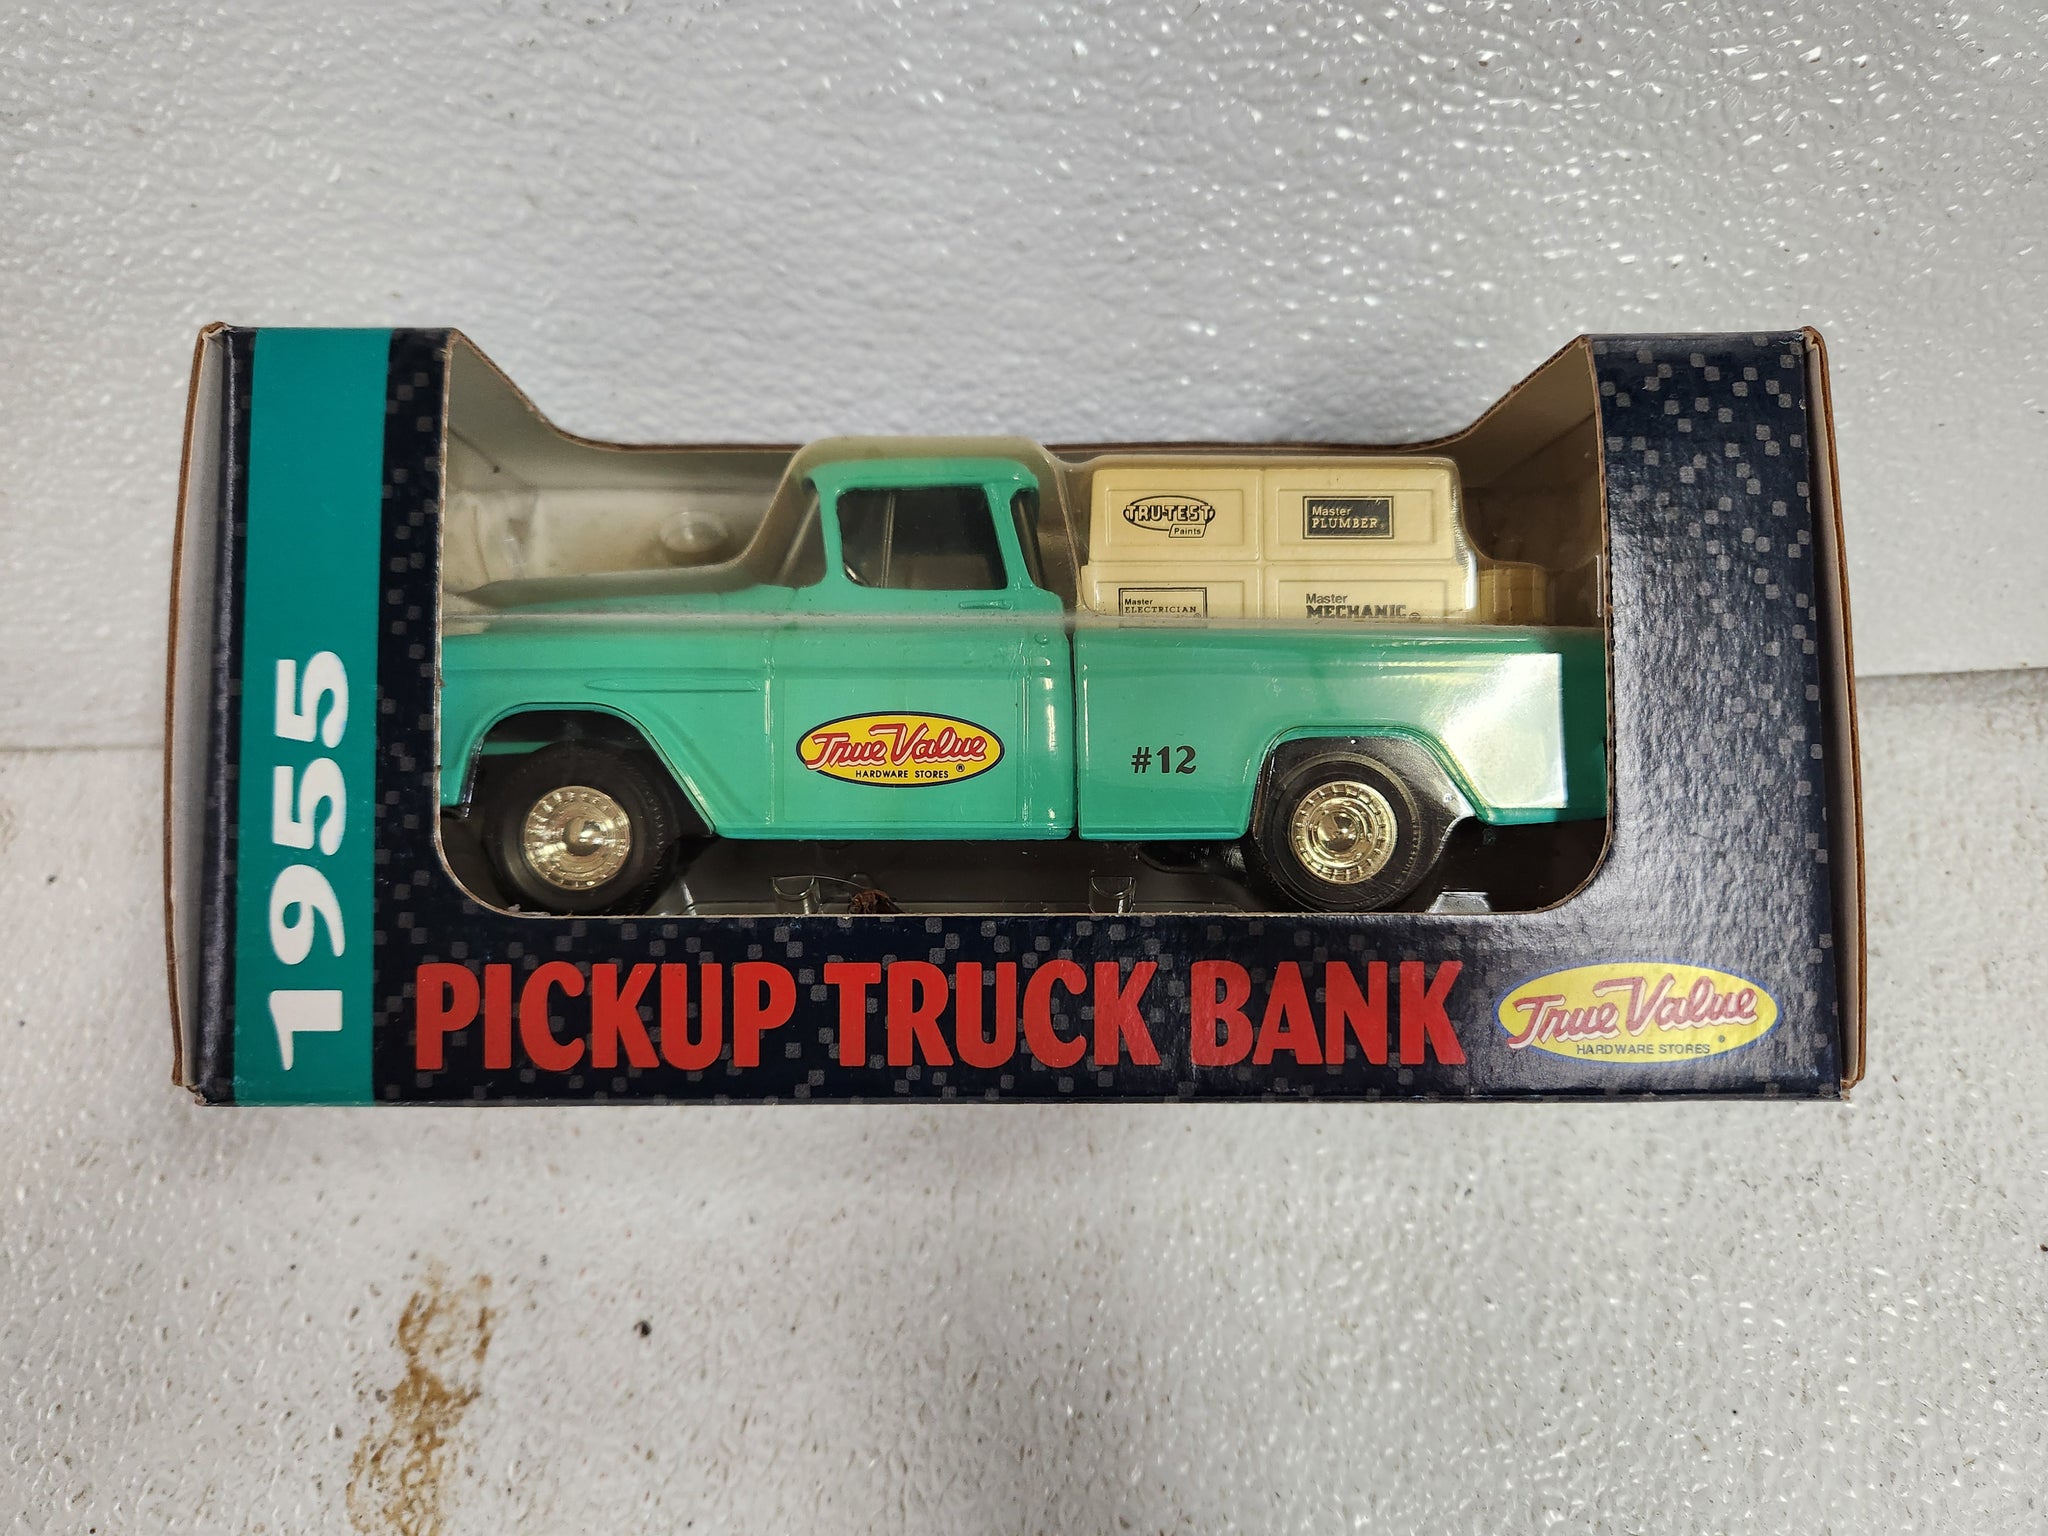 1955
TRU-TEST
Paints
Master
PLUMBER
Master
ELECTRICIAN
®
Master
MECHANIC®
True Value
HARDWARE STORES ®
#12
PICKUP TRUCK BANK
True Value
HARDWARE STORES